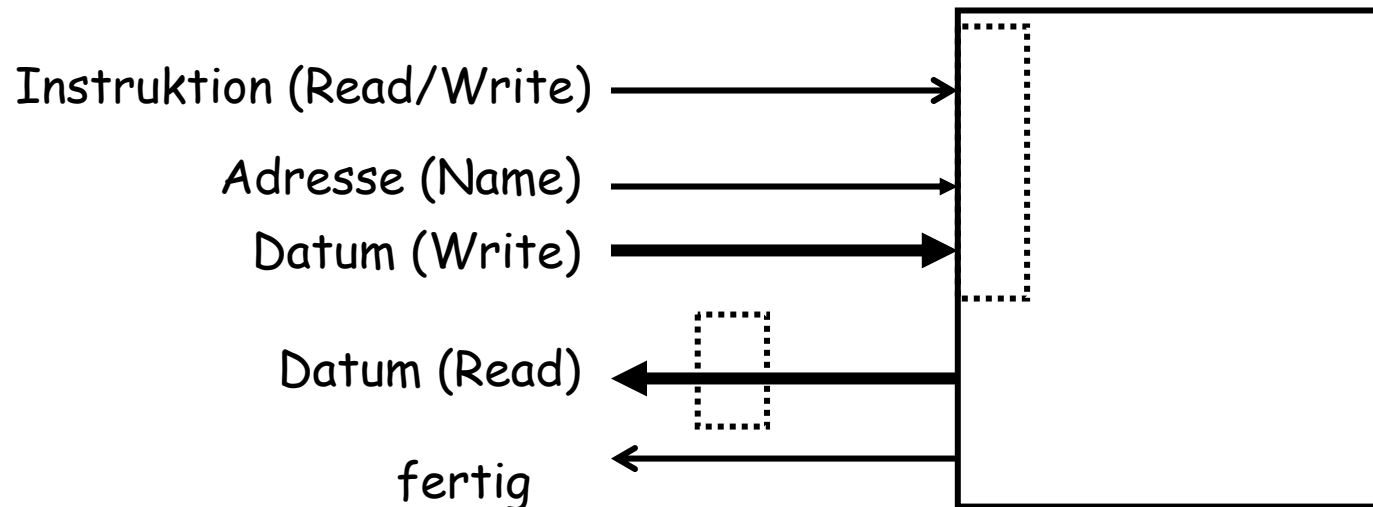 Instruktion (Read/Write)
Adresse (Name)
Datum (Write)
Datum (Read)
fertig